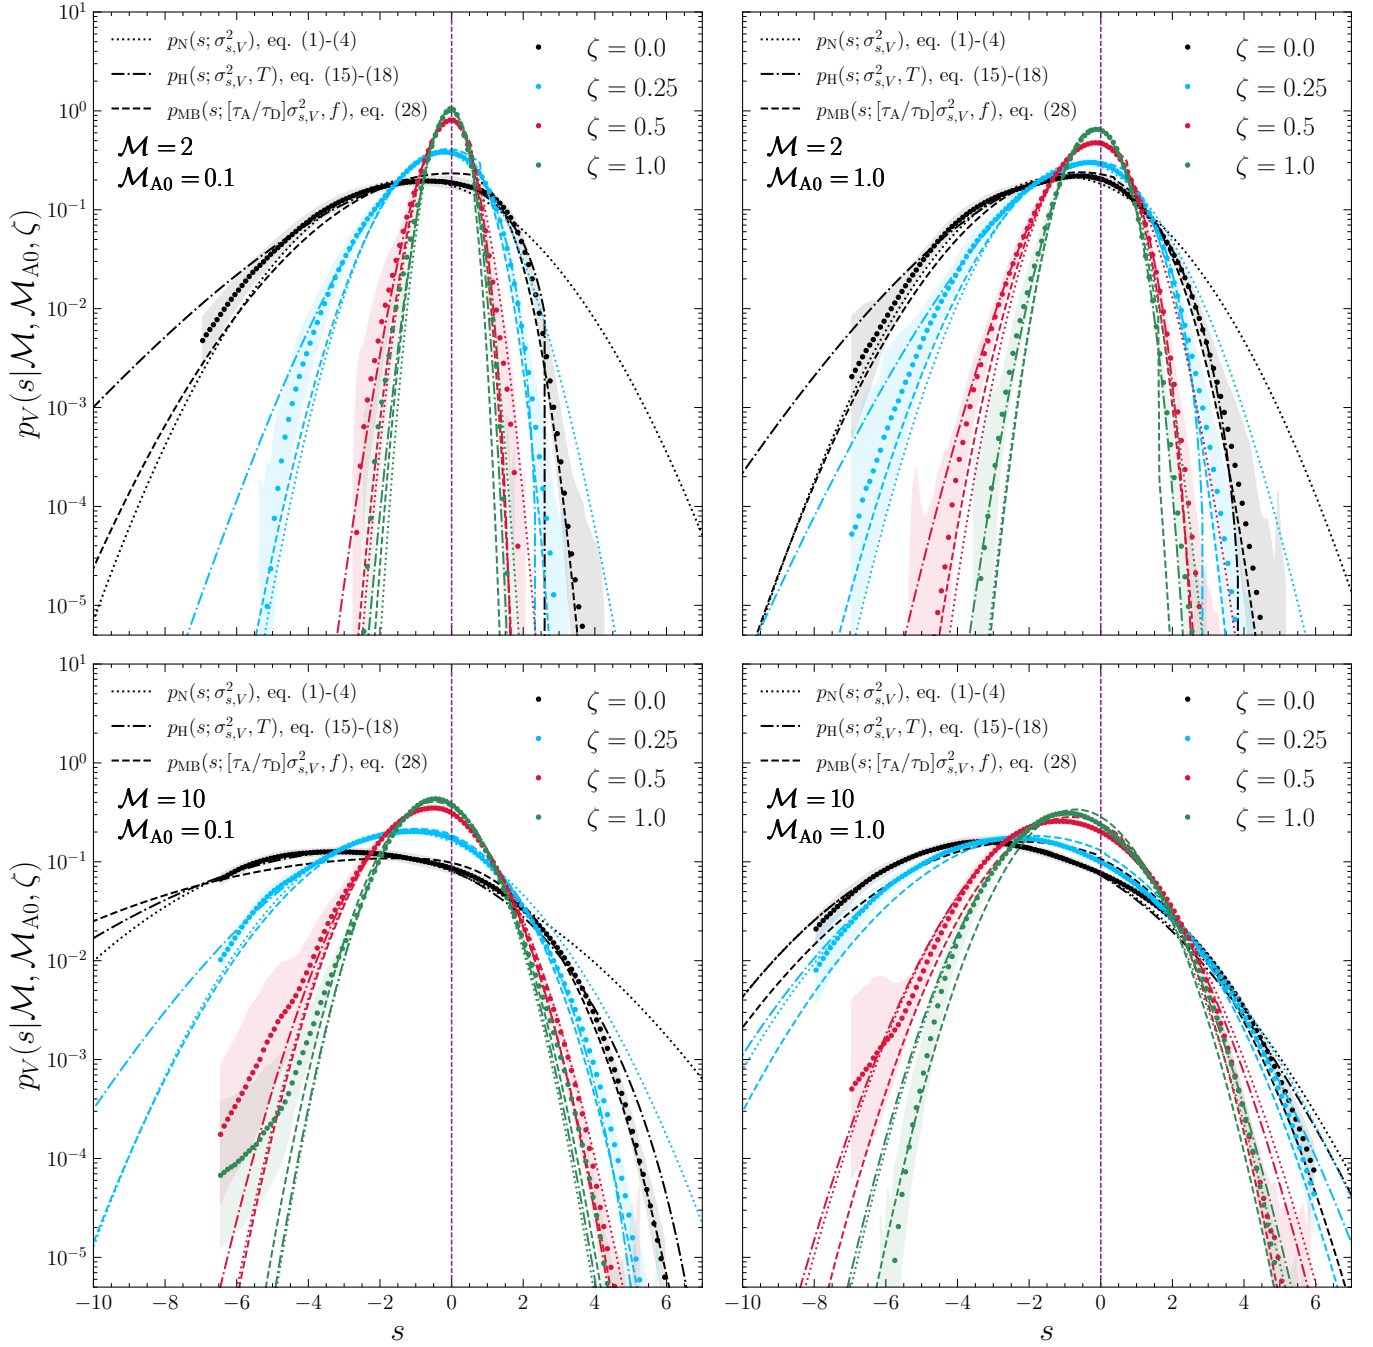 p_N(s; σ²_{s,V}), eq. (1)-(4)
p_H(s; σ²_{s,V}, T), eq. (15)-(18)
p_MB(s; [τ_A/τ_D]σ²_{s,V}, f), eq. (28)
ℳ = 2
ℳ_A0 = 0.1
ζ = 0.0
ζ = 0.25
ζ = 0.5
ζ = 1.0
10⁰
10⁻¹
10⁻²
10⁻³
10⁻⁴
10⁻⁵
p_V(s|ℳ, ℳ_A0, ζ)
p_N(s; σ²_{s,V}), eq. (1)-(4)
p_H(s; σ²_{s,V}, T), eq. (15)-(18)
p_MB(s; [τ_A/τ_D]σ²_{s,V}, f), eq. (28)
ℳ = 2
ℳ_A0 = 1.0
ζ = 0.0
ζ = 0.25
ζ = 0.5
ζ = 1.0
p_N(s; σ²_{s,V}), eq. (1)-(4)
p_H(s; σ²_{s,V}, T), eq. (15)-(18)
p_MB(s; [τ_A/τ_D]σ²_{s,V}, f), eq. (28)
ℳ = 10
ℳ_A0 = 0.1
ζ = 0.0
ζ = 0.25
ζ = 0.5
ζ = 1.0
10¹
10⁰
10⁻¹
10⁻²
10⁻³
10⁻⁴
10⁻⁵
p_V(s|ℳ, ℳ_A0, ζ)
−10 −8 −6 −4 −2 0 2 4 6
s
p_N(s; σ²_{s,V}), eq. (1)-(4)
p_H(s; σ²_{s,V}, T), eq. (15)-(18)
p_MB(s; [τ_A/τ_D]σ²_{s,V}, f), eq. (28)
ℳ = 10
ℳ_A0 = 1.0
ζ = 0.0
ζ = 0.25
ζ = 0.5
ζ = 1.0
−10 −8 −6 −4 −2 0 2 4 6
s